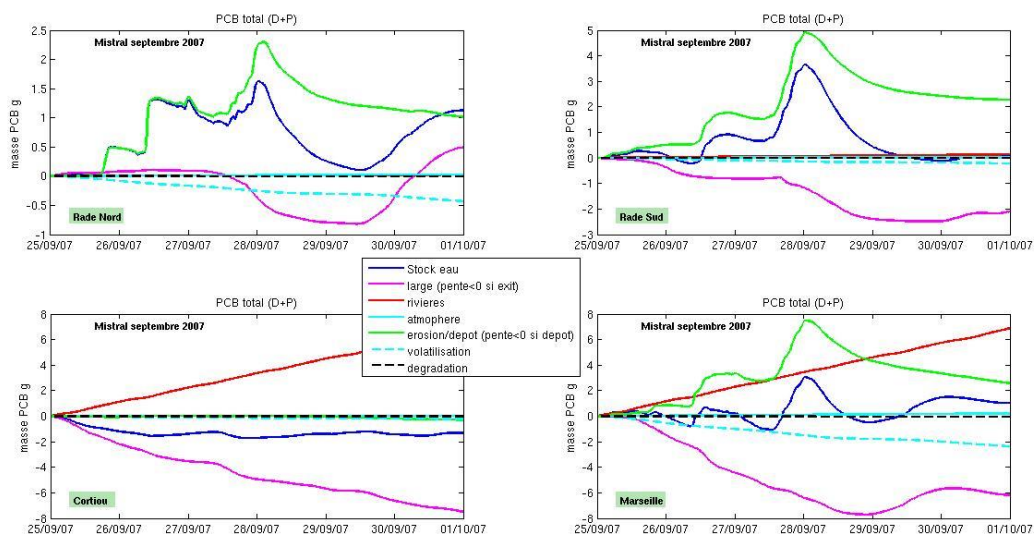 PCB total (D+P)
Mistral septembre 2007
masse PCB g
2.5
2
1.5
1
0.5
0
-0.5
-1
Rade Nord
25/09/07 26/09/07 27/09/07 28/09/07 29/09/07 30/09/07 01/10/07
PCB total (D+P)
Mistral septembre 2007
masse PCB g
5
4
3
2
1
0
-1
-2
-3
Rade Sud
25/09/07 26/09/07 27/09/07 28/09/07 29/09/07 30/09/07 01/10/07
Stock eau
large (pente<0 si exit)
rivieres
atmophere
erosion/depot (pente<0 si depot)
volatilisation
degradation
PCB total (D+P)
Mistral septembre 2007
masse PCB g
8
6
4
2
0
-2
-4
-6
-8
Cortiou
25/09/07 26/09/07 27/09/07 28/09/07 29/09/07 30/09/07 01/10/07
PCB total (D+P)
Mistral septembre 2007
masse PCB g
8
6
4
2
0
-2
-4
-6
-8
Marseille
25/09/07 26/09/07 27/09/07 28/09/07 29/09/07 30/09/07 01/10/07